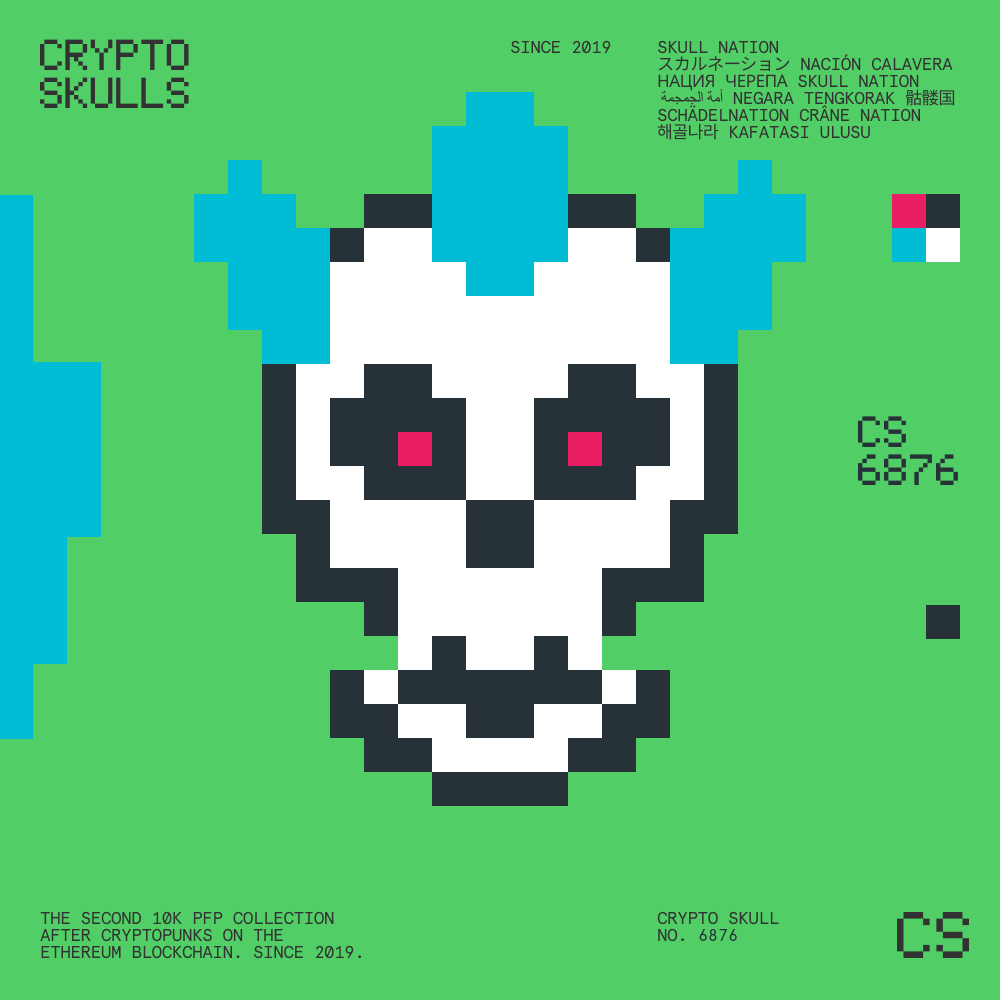 CRYPTO
SKULLS
SINCE 2019
SKULL NATION
スカルネーション NACIÓN CALAVERA
НАЦИЯ ЧЕРЕПА SKULL NATION
أمة الجمجمة NEGARA TENGKORAK 骷髅国
SCHÄDELNATION CRÂNE NATION
해골나라 KAFATASI ULUSU
CS
6876
THE SECOND 10K PFP COLLECTION
AFTER CRYPTOPUNKS ON THE
ETHEREUM BLOCKCHAIN. SINCE 2019.
CRYPTO SKULL
NO. 6876
CS